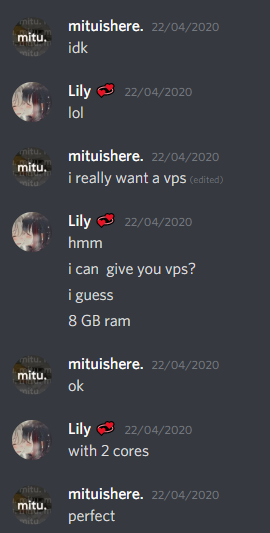 mitu.
mituishere. 22/04/2020
idk
Lily 22/04/2020
lol
mitu.
mituishere. 22/04/2020
i really want a vps (edited)
Lily 22/04/2020
hmm
i can give you vps?
i guess
8 GB ram
mitu.
mituishere. 22/04/2020
ok
Lily 22/04/2020
with 2 cores
mitu.
mituishere. 22/04/2020
perfect